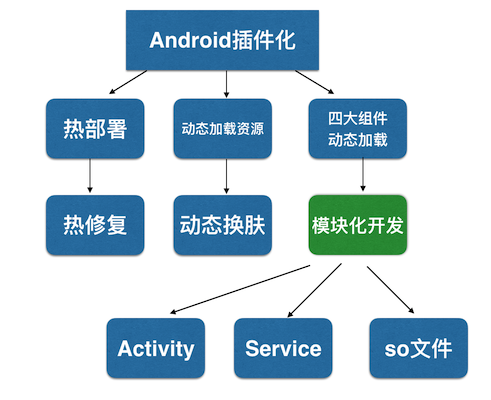 Android插件化
热部署
动态加载资源
四大组件
动态加载
热修复
动态换肤
模块化开发
Activity
Service
so文件